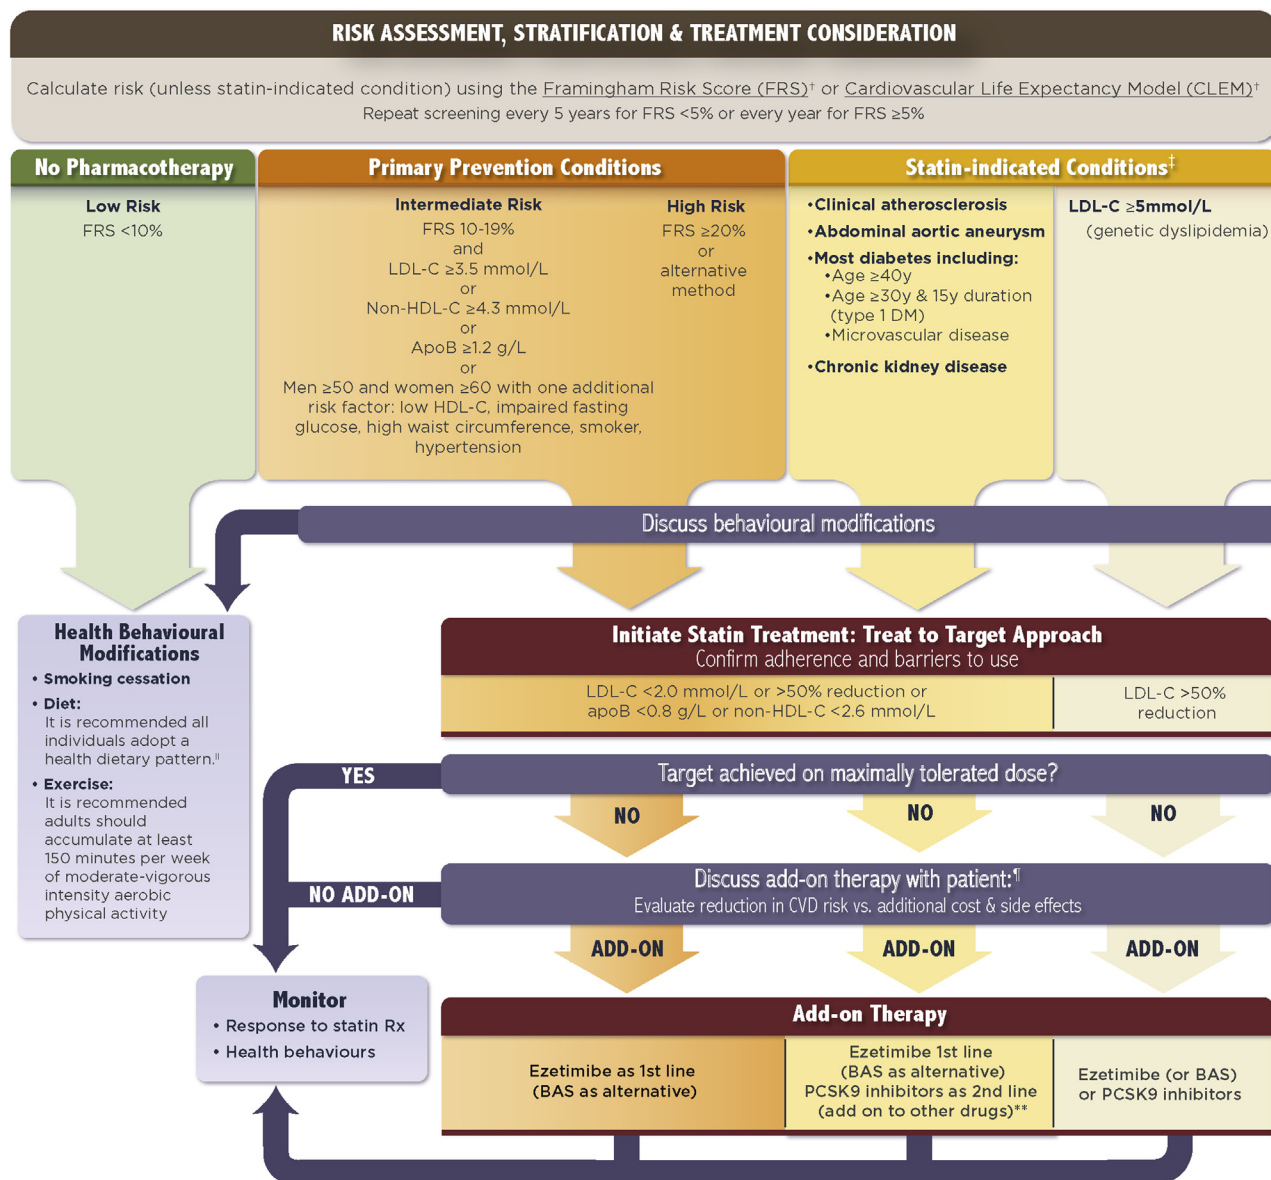 RISK ASSESSMENT, STRATIFICATION & TREATMENT CONSIDERATION
Calculate risk (unless statin-indicated condition) using the Framingham Risk Score (FRS)† or Cardiovascular Life Expectancy Model (CLEM)†
Repeat screening every 5 years for FRS <5% or every year for FRS ≥5%
No Pharmacotherapy
Low Risk
FRS <10%
Primary Prevention Conditions
Intermediate Risk
FRS 10-19%
and
LDL-C ≥3.5 mmol/L
or
Non-HDL-C ≥4.3 mmol/L
or
ApoB ≥1.2 g/L
or
Men ≥50 and women ≥60 with one additional
risk factor: low HDL-C, impaired fasting
glucose, high waist circumference, smoker,
hypertension
High Risk
FRS ≥20%
or
alternative
method
Statin-indicated Conditions‡
•Clinical atherosclerosis
•Abdominal aortic aneurysm
•Most diabetes including:
•Age ≥40y
•Age ≥30y & 15y duration
(type 1 DM)
•Microvascular disease
•Chronic kidney disease
LDL-C ≥5mmol/L
(genetic dyslipidemia)
Discuss behavioural modifications
Health Behavioural
Modifications
• Smoking cessation
• Diet:
It is recommended all
individuals adopt a
health dietary pattern.||
• Exercise:
It is recommended
adults should
accumulate at least
150 minutes per week
of moderate-vigorous
intensity aerobic
physical activity
Initiate Statin Treatment: Treat to Target Approach
Confirm adherence and barriers to use
LDL-C <2.0 mmol/L or >50% reduction or
apoB <0.8 g/L or non-HDL-C <2.6 mmol/L
LDL-C >50%
reduction
YES
Target achieved on maximally tolerated dose?
NO
NO
NO
NO ADD-ON
Discuss add-on therapy with patient:¶
Evaluate reduction in CVD risk vs. additional cost & side effects
ADD-ON
ADD-ON
ADD-ON
Monitor
• Response to statin Rx
• Health behaviours
Add-on Therapy
Ezetimibe as 1st line
(BAS as alternative)
Ezetimibe 1st line
(BAS as alternative)
PCSK9 inhibitors as 2nd line
(add on to other drugs)**
Ezetimibe (or BAS)
or PCSK9 inhibitors